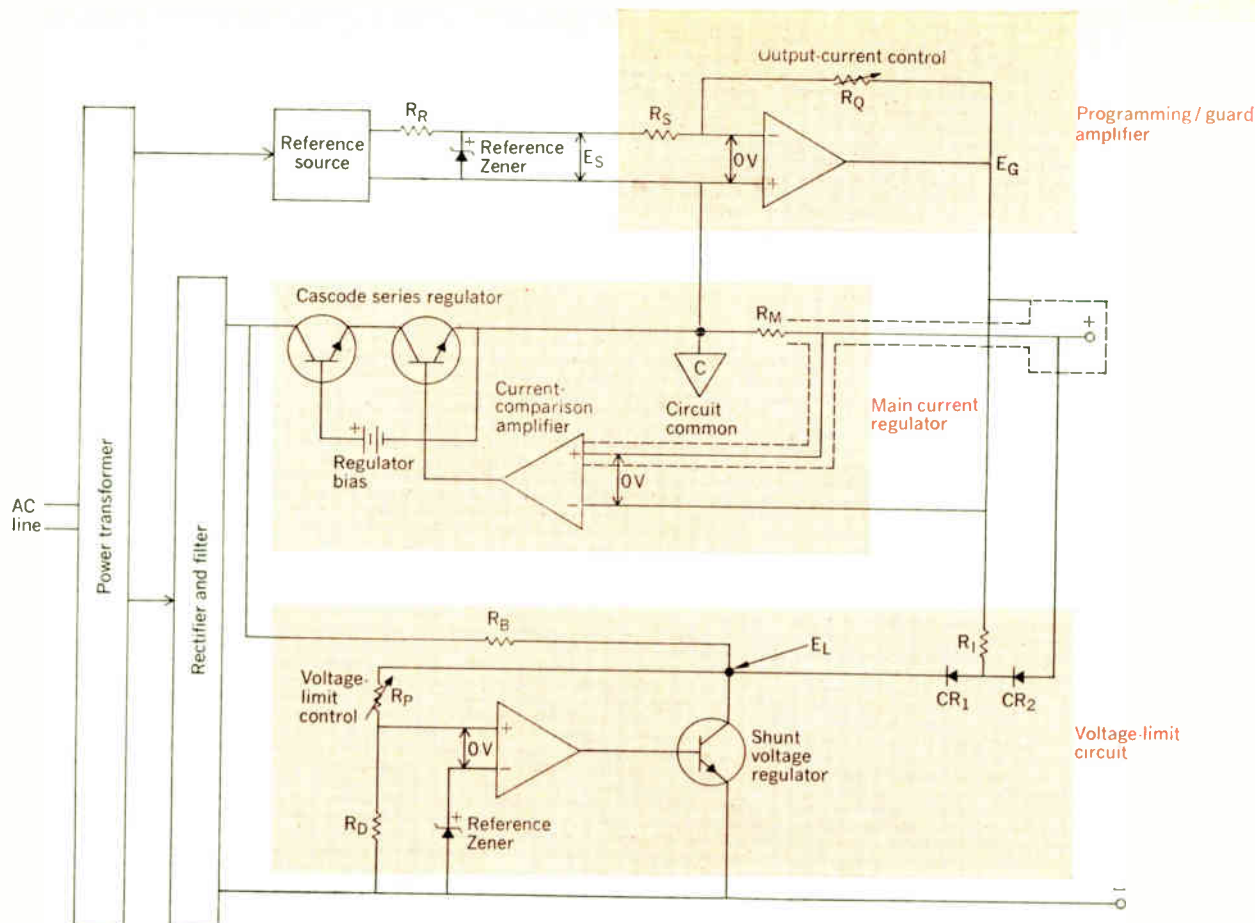 Output-current control
R_Q
Programming / guard
amplifier
R_R
R_S
Reference
source
+
Reference
Zener
E_S
0V
−
+
E_G
Cascode series regulator
R_M
+
C
Circuit
common
Current-
comparison
amplifier
Main current
regulator
+
Regulator
bias
+
0V
−
AC
line
Power transformer
Rectifier and filter
R_B
E_L
R_I
CR_1
CR_2
Voltage-
limit
control
R_P
+
0V
−
Shunt
voltage
regulator
Voltage-limit
circuit
R_D
+
Reference
Zener
−